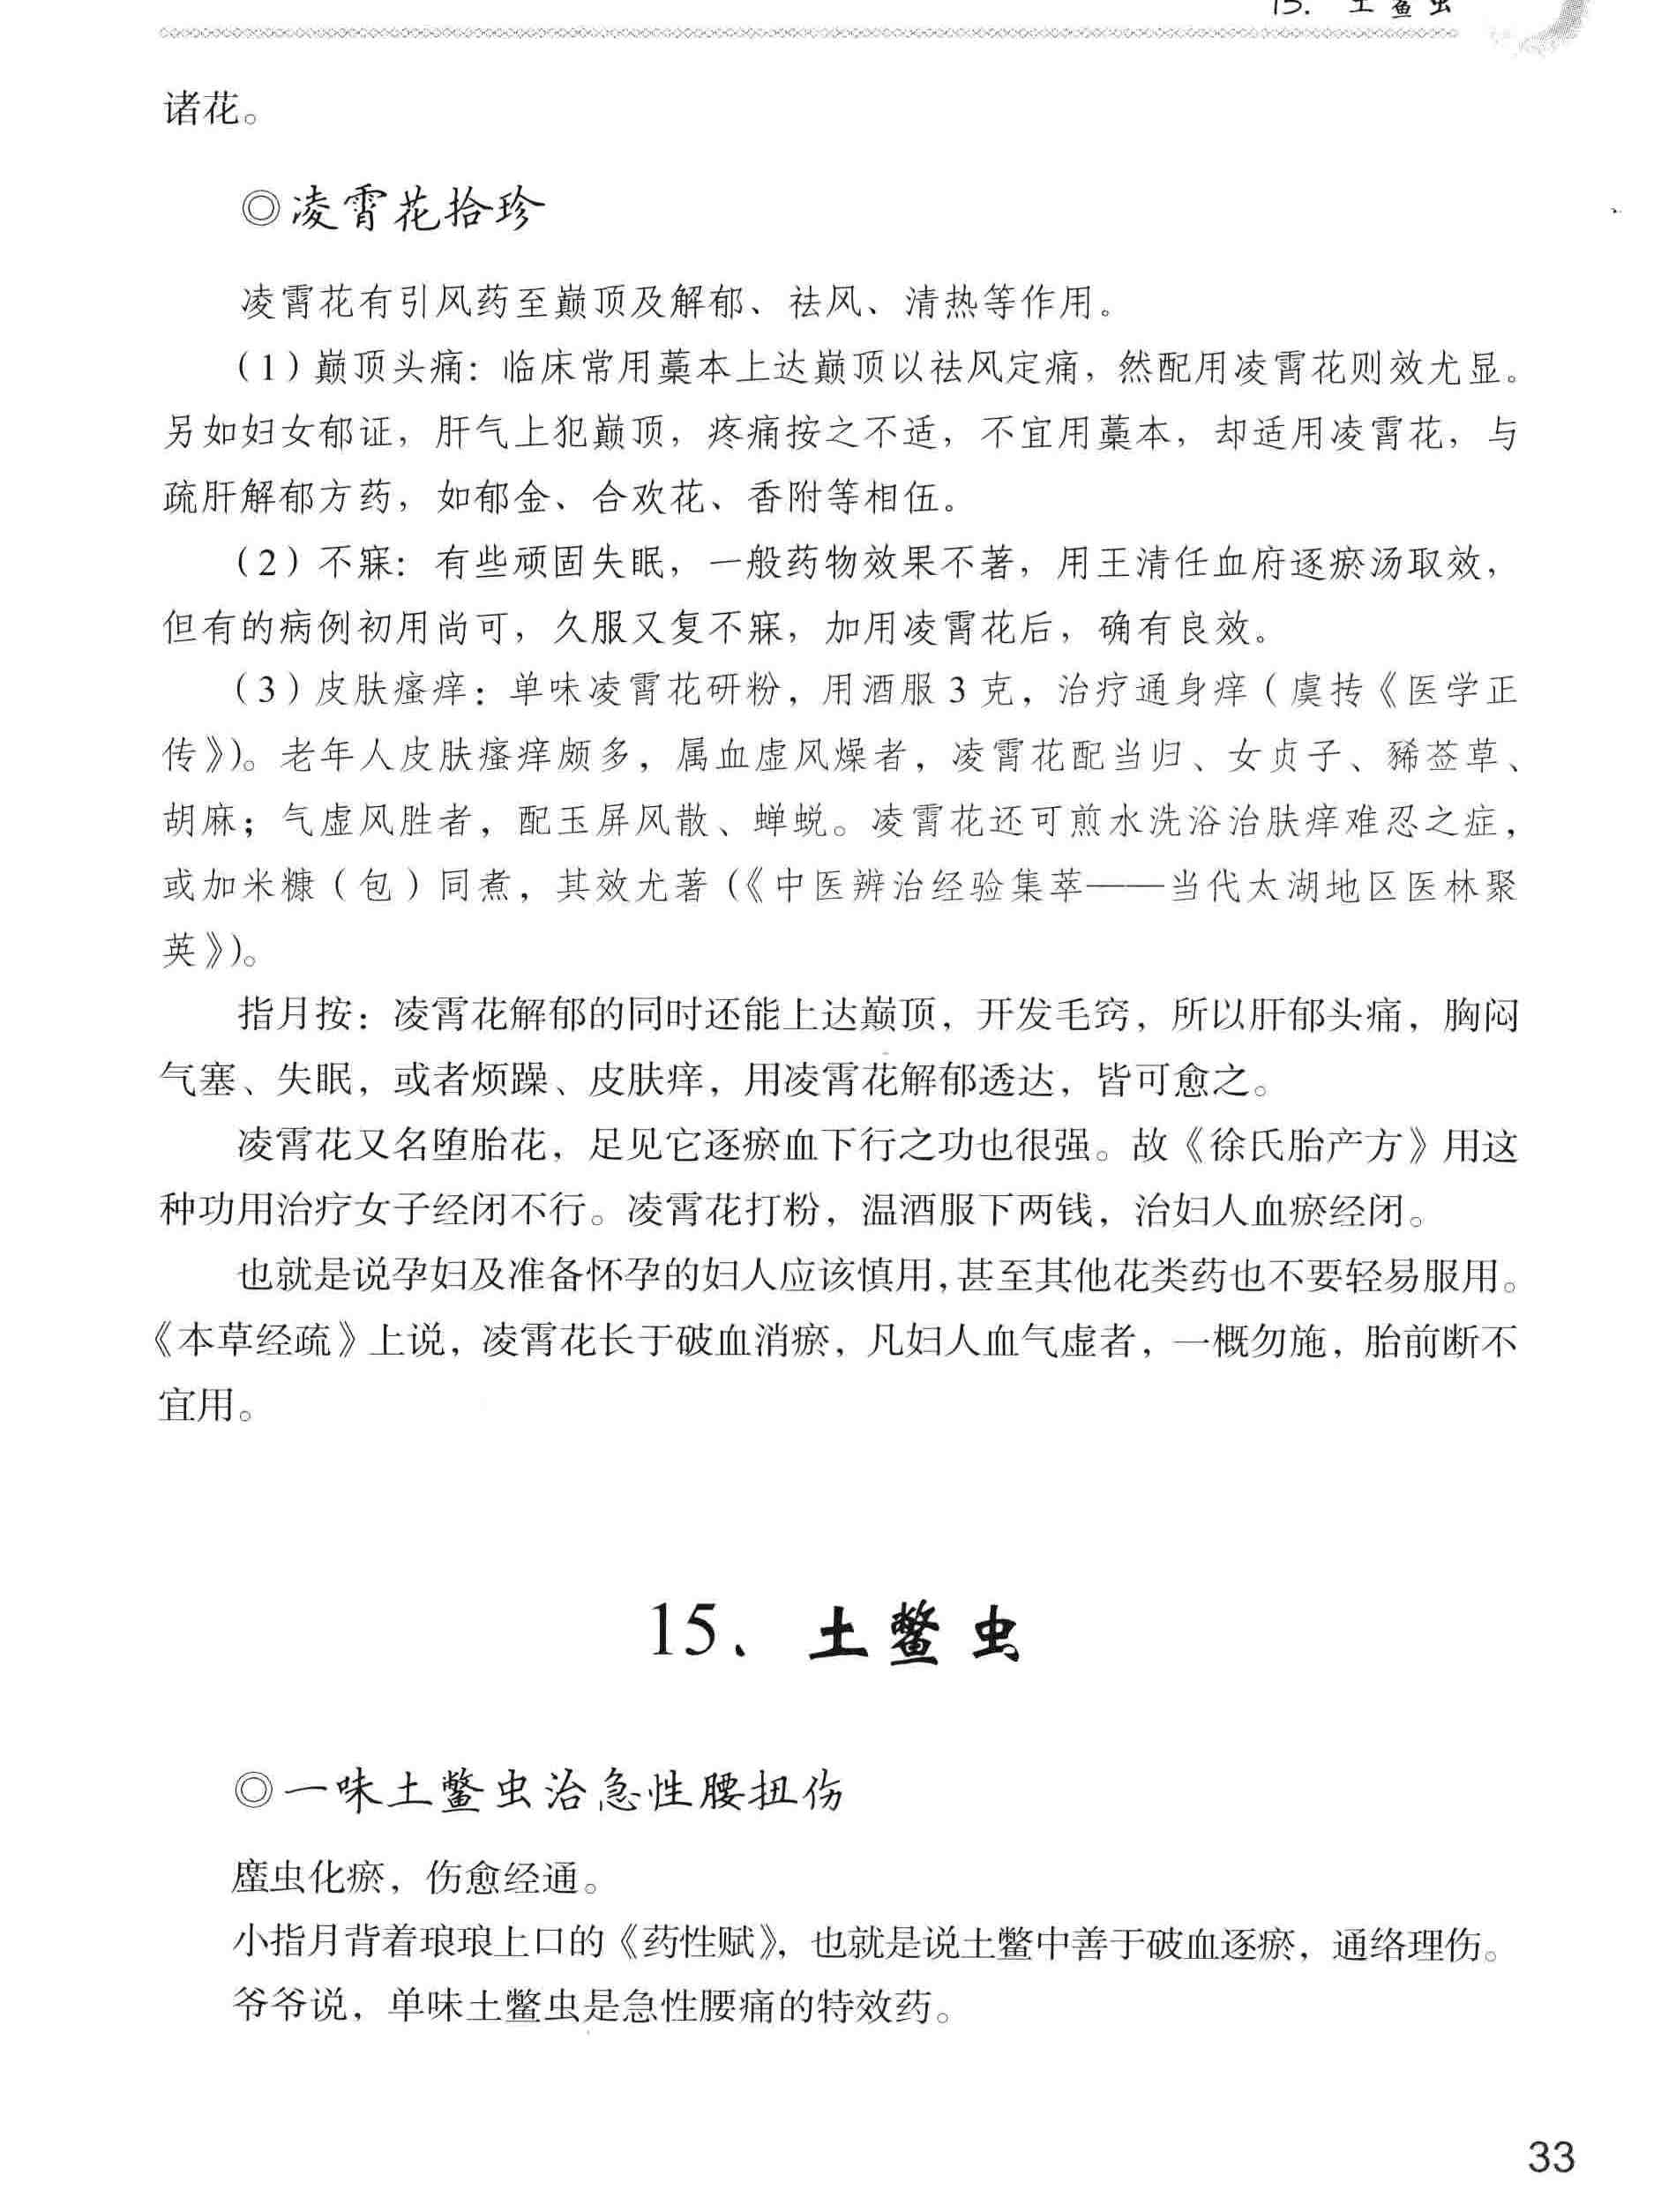 15. 土鳖虫
诸花。
◎凌霄花拾珍
凌霄花有引风药至巅顶及解郁、祛风、清热等作用。
（1）巅顶头痛：临床常用藁本上达巅顶以祛风定痛，然配用凌霄花则效尤显。
另如妇女郁证，肝气上犯巅顶，疼痛按之不适，不宜用藁本，却适用凌霄花，与
疏肝解郁方药，如郁金、合欢花、香附等相伍。
（2）不寐：有些顽固失眠，一般药物效果不著，用王清任血府逐瘀汤取效，
但有的病例初用尚可，久服又复不寐，加用凌霄花后，确有良效。
（3）皮肤瘙痒：单味凌霄花研粉，用酒服3克，治疗通身痒（虞抟《医学正
传》）。老年人皮肤瘙痒颇多，属血虚风燥者，凌霄花配当归、女贞子、豨莶草、
胡麻；气虚风胜者，配玉屏风散、蝉蜕。凌霄花还可煎水洗浴治肤痒难忍之症，
或加米糠（包）同煮，其效尤著（《中医辨治经验集萃——当代太湖地区医林聚
英》）。
指月按：凌霄花解郁的同时还能上达巅顶，开发毛窍，所以肝郁头痛，胸闷
气塞、失眠，或者烦躁、皮肤痒，用凌霄花解郁透达，皆可愈之。
凌霄花又名堕胎花，足见它逐瘀血下行之功也很强。故《徐氏胎产方》用这
种功用治疗女子经闭不行。凌霄花打粉，温酒服下两钱，治妇人血瘀经闭。
也就是说孕妇及准备怀孕的妇人应该慎用，甚至其他花类药也不要轻易服用。
《本草经疏》上说，凌霄花长于破血消瘀，凡妇人血气虚者，一概勿施，胎前断不
宜用。
15、土鳖虫
◎一味土鳖虫治急性腰扭伤
䗪虫化瘀，伤愈经通。
小指月背着琅琅上口的《药性赋》，也就是说土鳖中善于破血逐瘀，通络理伤。
爷爷说，单味土鳖虫是急性腰痛的特效药。
33